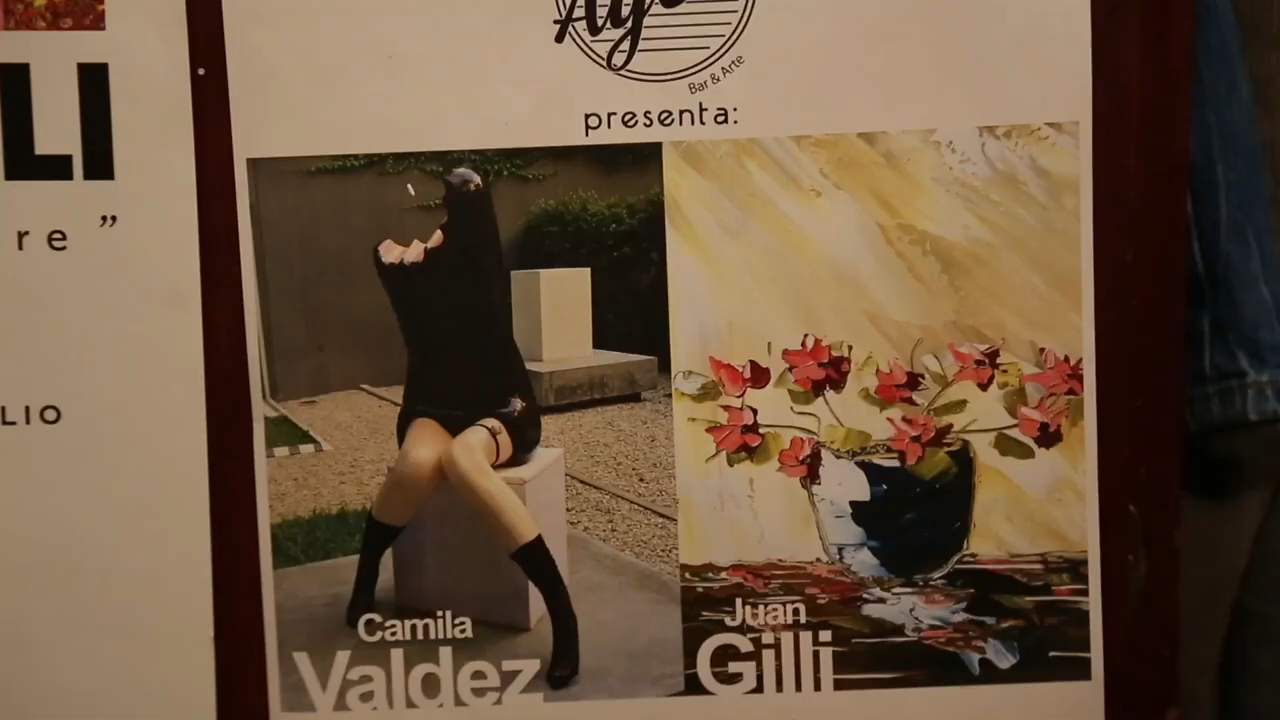 LI
re ”
LIO
Bar & Arte
presenta:
Camila
Valdez
Juan
Gilli